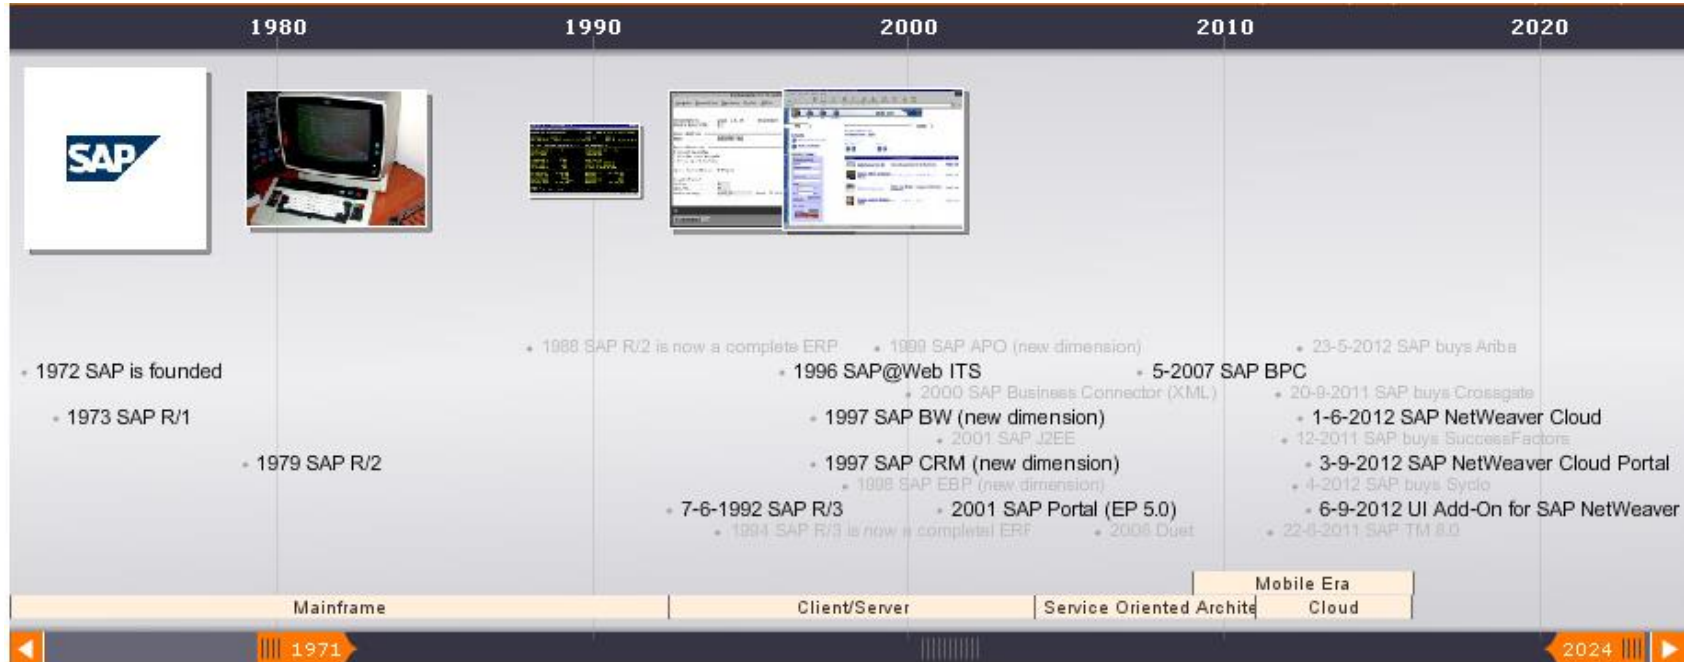 1980 1990 2000 2010 2020
SAP
1988 SAP R/2 is now a complete ERP 1999 SAP APO (new dimension) 23-5-2012 SAP buys Ariba
1972 SAP is founded 1996 SAP@Web ITS 5-2007 SAP BPC
2000 SAP Business Connector (XML) 20-9-2011 SAP buys Crossgate
1973 SAP R/1 1997 SAP BW (new dimension) 1-6-2012 SAP NetWeaver Cloud
2001 SAP J2EE 12-2011 SAP buys SuccessFactors
1979 SAP R/2 1997 SAP CRM (new dimension) 3-9-2012 SAP NetWeaver Cloud Portal
1998 SAP EBP (new dimension) 4-2012 SAP buys Syclo
7-6-1992 SAP R/3 2001 SAP Portal (EP 5.0) 6-9-2012 UI Add-On for SAP NetWeaver
1994 SAP R/3 is now a completel ERP Duet SAP TM 8.0
Mobile Era
Mainframe Client/Server Service Oriented Archite Cloud
1971 2024